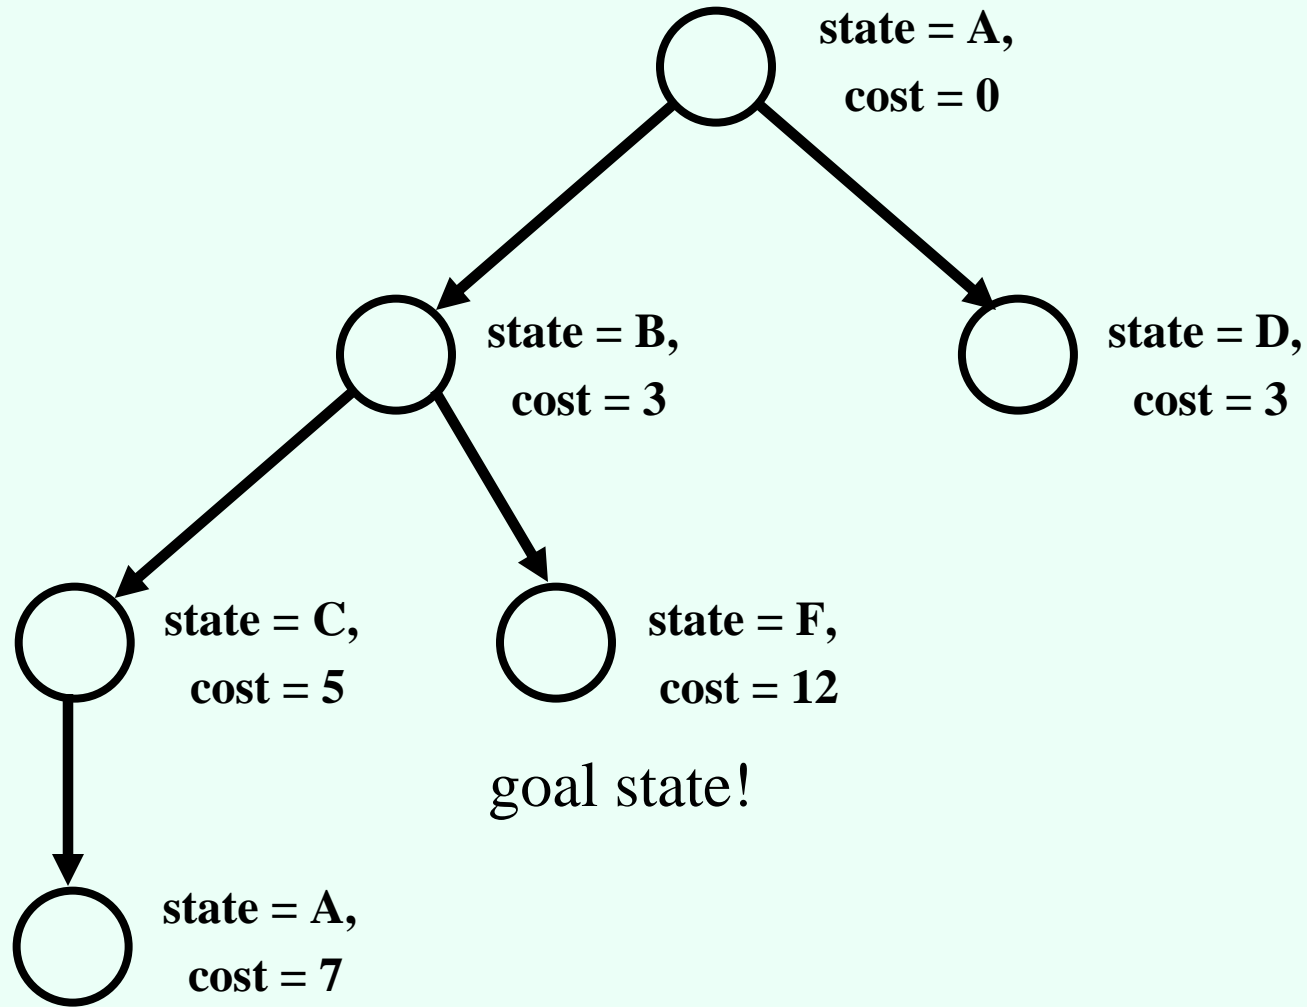 state = A,
cost = 0
state = B,
cost = 3
state = D,
cost = 3
state = C,
cost = 5
state = F,
cost = 12
goal state!
state = A,
cost = 7